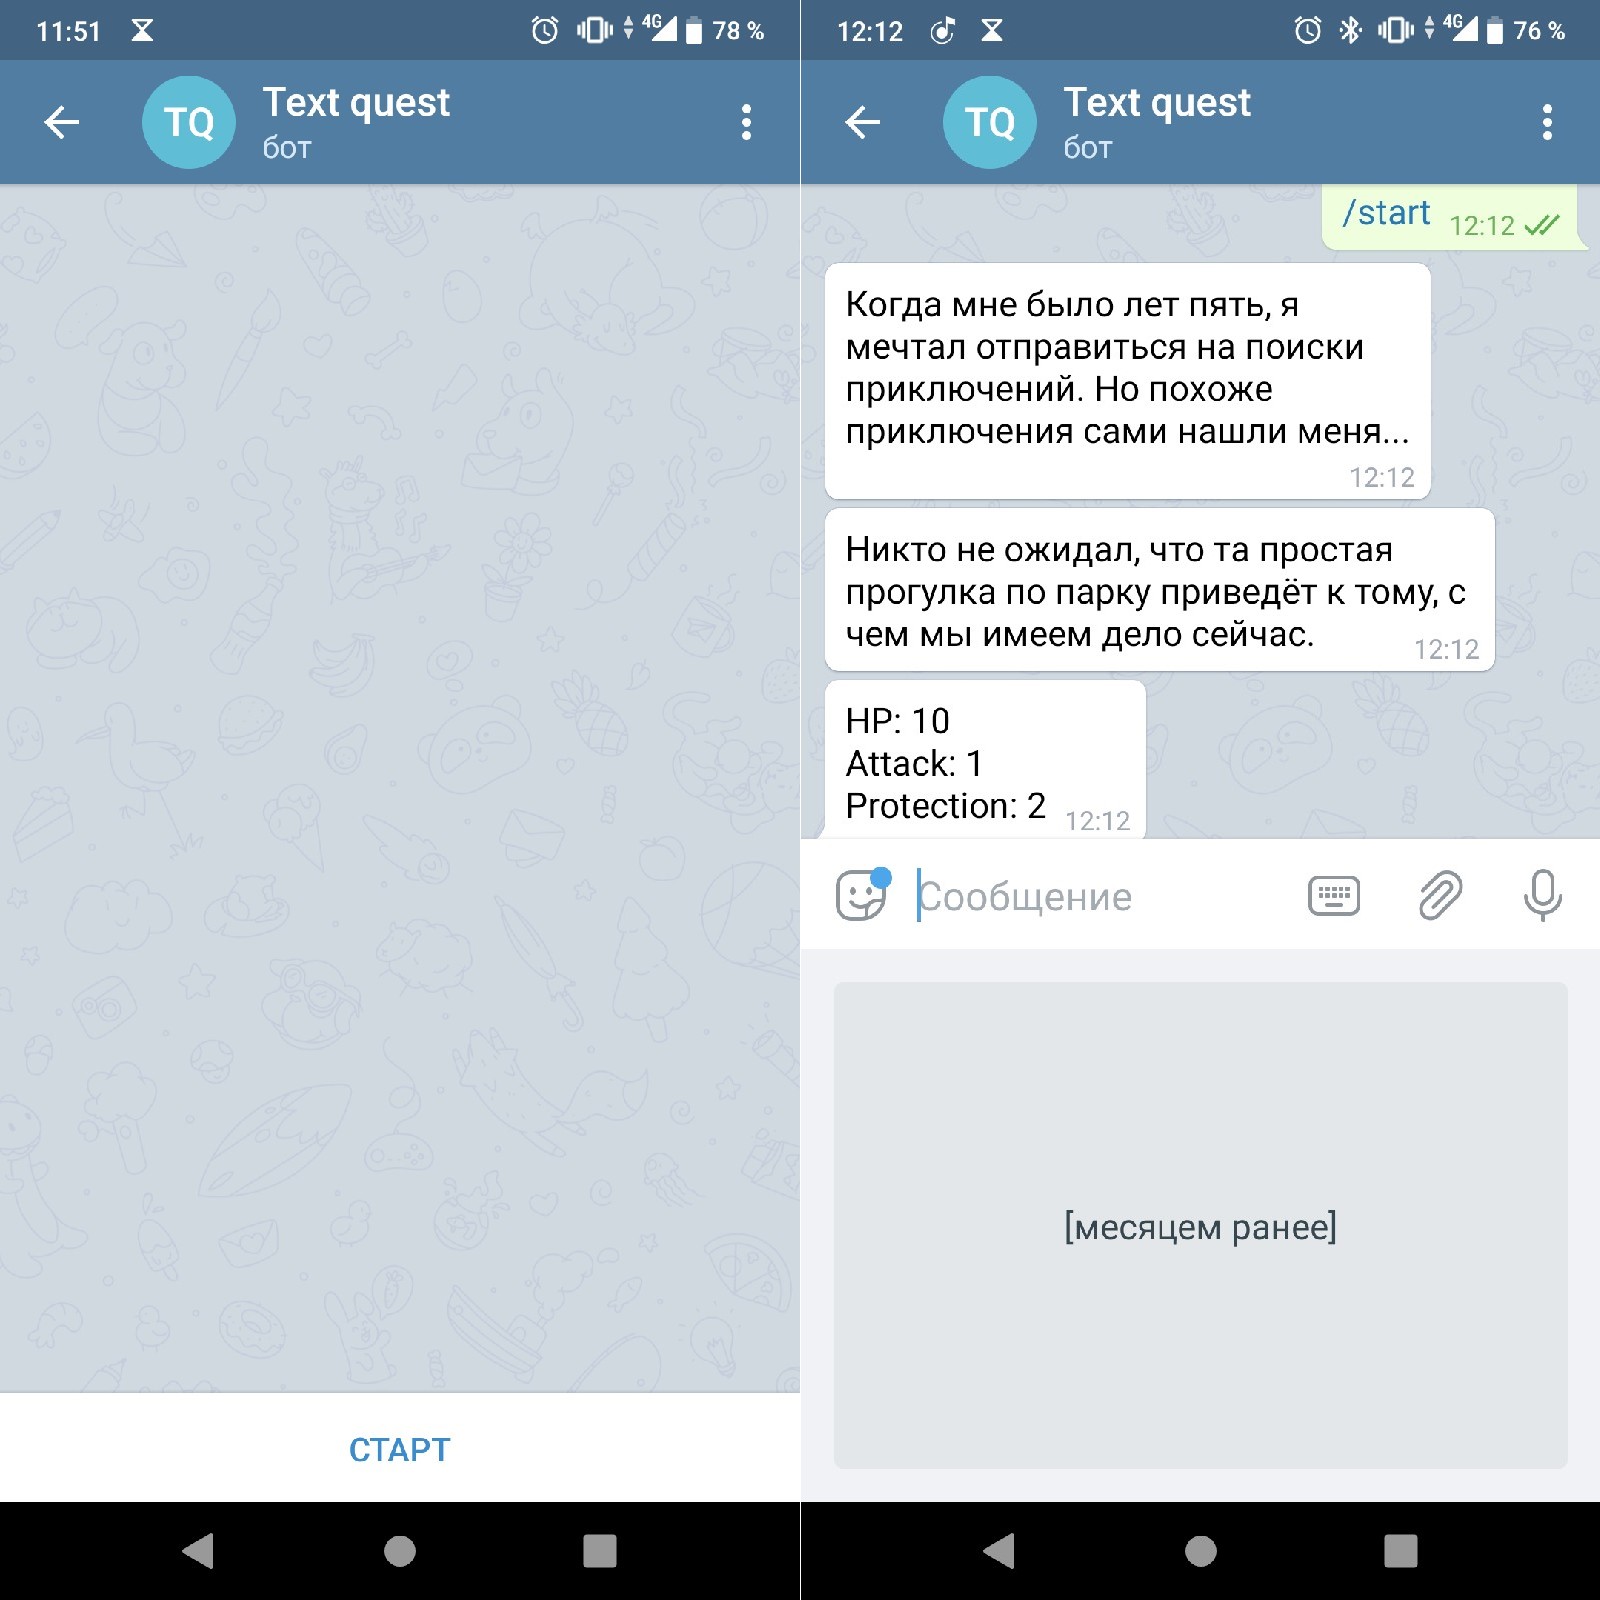 11:51
4G
78 %
TQ
Text quest
бот
СТАРТ
12:12
4G
76 %
TQ
Text quest
бот
/start
12:12
Когда мне было лет пять, я
мечтал отправиться на поиски
приключений. Но похоже
приключения сами нашли меня...
12:12
Никто не ожидал, что та простая
прогулка по парку приведёт к тому, с
чем мы имеем дело сейчас.
12:12
HP: 10
Attack: 1
Protection: 2
12:12
Сообщение
[месяцем ранее]